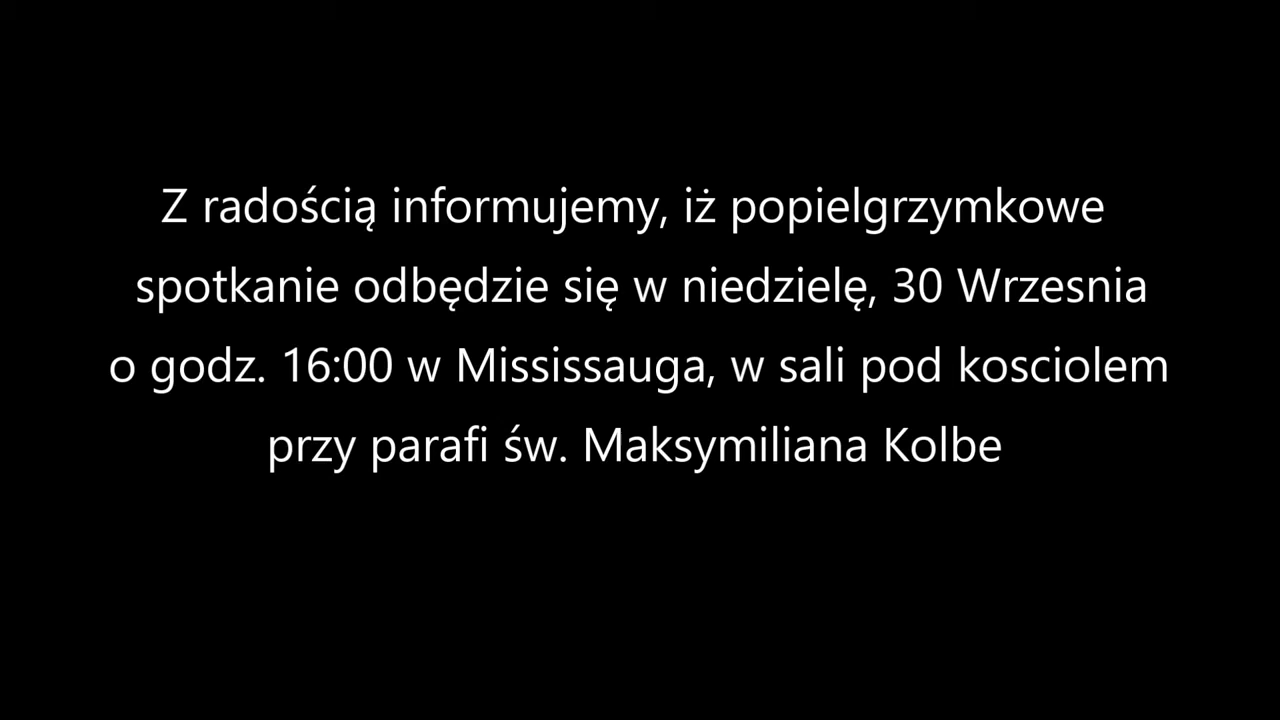 Z radością informujemy, iż popielgrzymkowe
spotkanie odbędzie się w niedzielę, 30 Wrzesnia
o godz. 16:00 w Mississauga, w sali pod kosciolem
przy parafi św. Maksymiliana Kolbe